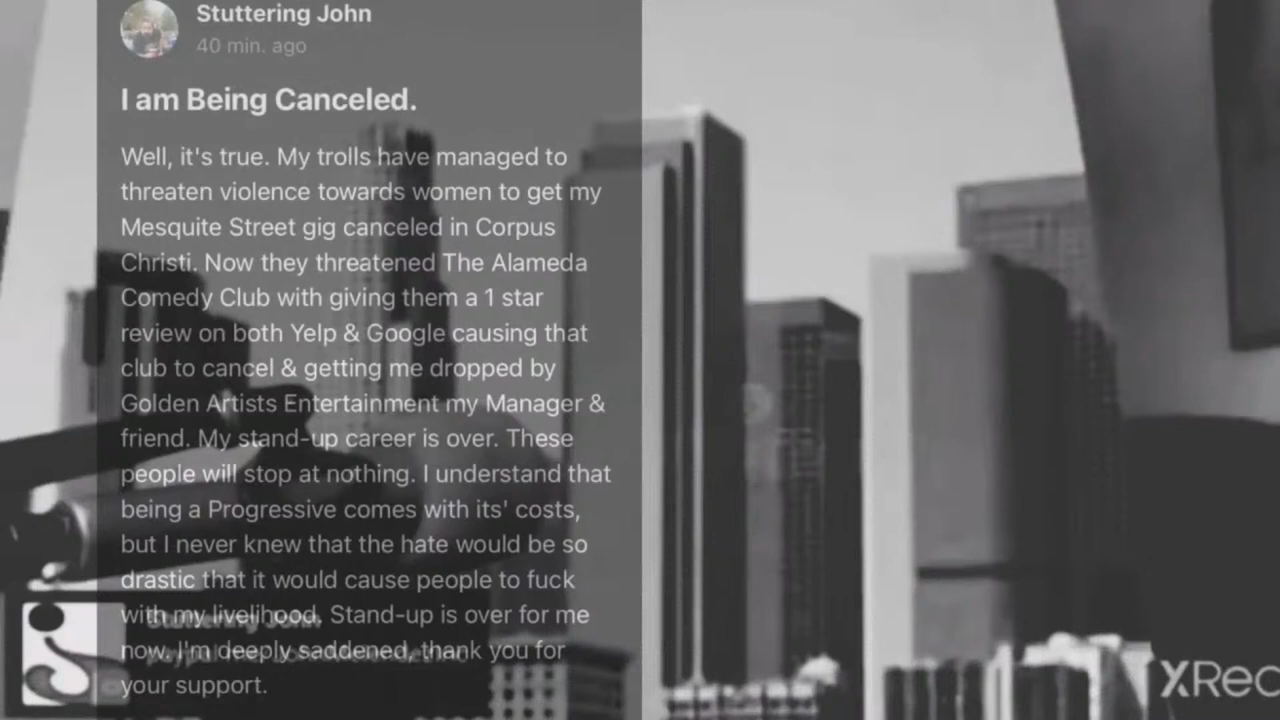 Stuttering John
40 min. ago
I am Being Canceled.
Well, it's true. My trolls have managed to
threaten violence towards women to get my
Mesquite Street gig canceled in Corpus
Christi. Now they threatened The Alameda
Comedy Club with giving them a 1 star
review on both Yelp & Google causing that
club to cancel & getting me dropped by
Golden Artists Entertainment my Manager &
friend. My stand-up career is over. These
people will stop at nothing. I understand that
being a Progressive comes with its' costs,
but I never knew that the hate would be so
drastic that it would cause people to fuck
with my livelihood. Stand-up is over for me
now. I'm deeply saddened, thank you for
your support.
Stuttering John
XRec